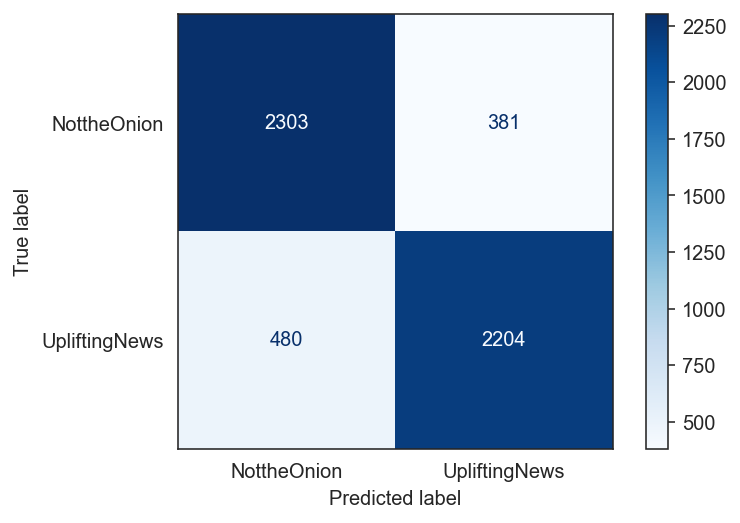 NottheOnion
UpliftingNews
True label
2303
381
480
2204
NottheOnion
UpliftingNews
Predicted label
2250
2000
1750
1500
1250
1000
750
500